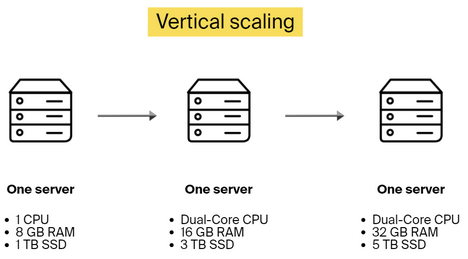 Vertical scaling
One server
• 1 CPU
• 8 GB RAM
• 1 TB SSD
One server
• Dual-Core CPU
• 16 GB RAM
• 3 TB SSD
One server
• Dual-Core CPU
• 32 GB RAM
• 5 TB SSD